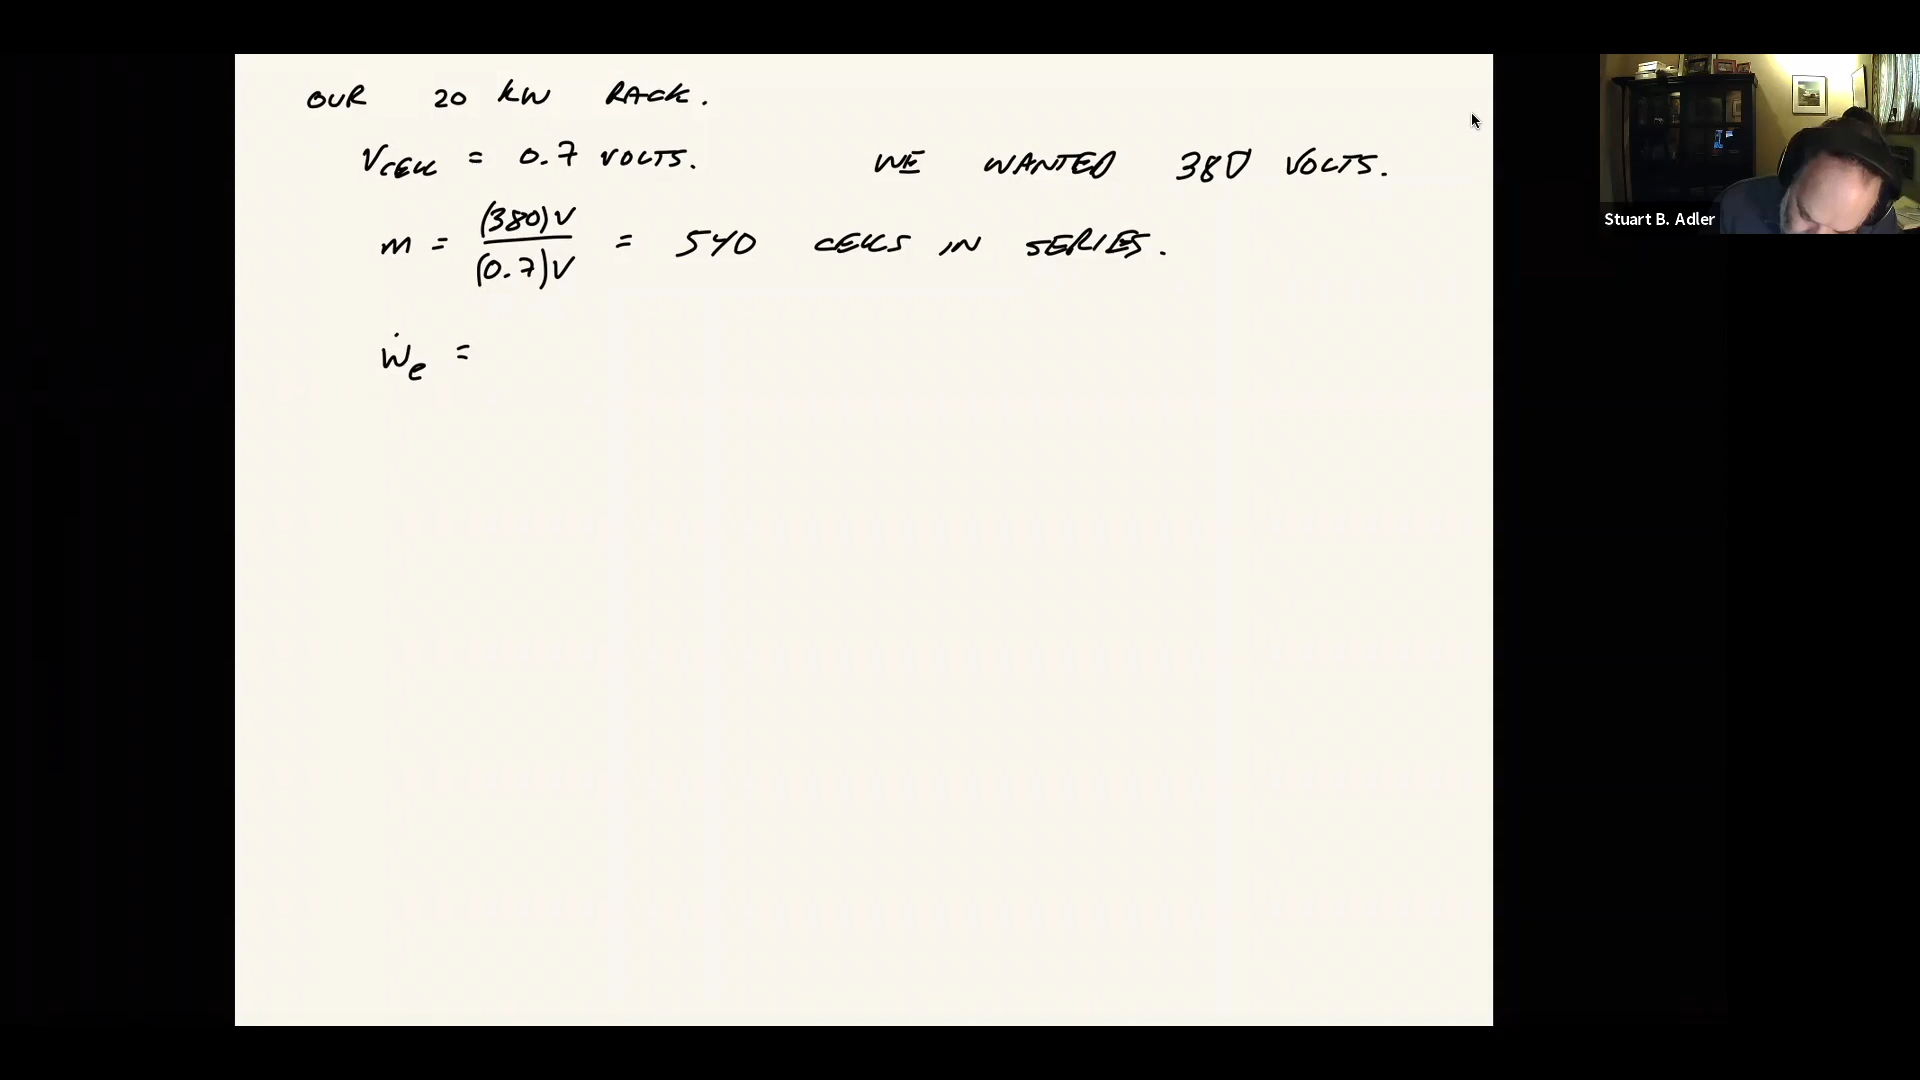 OUR 20 kW RACK.
VCELL = 0.7 VOLTS. WE WANTED 380 VOLTS.
m = (380)V / (0.7)V = 540 CELLS IN SERIES.
Ẇe =
Stuart B. Adler